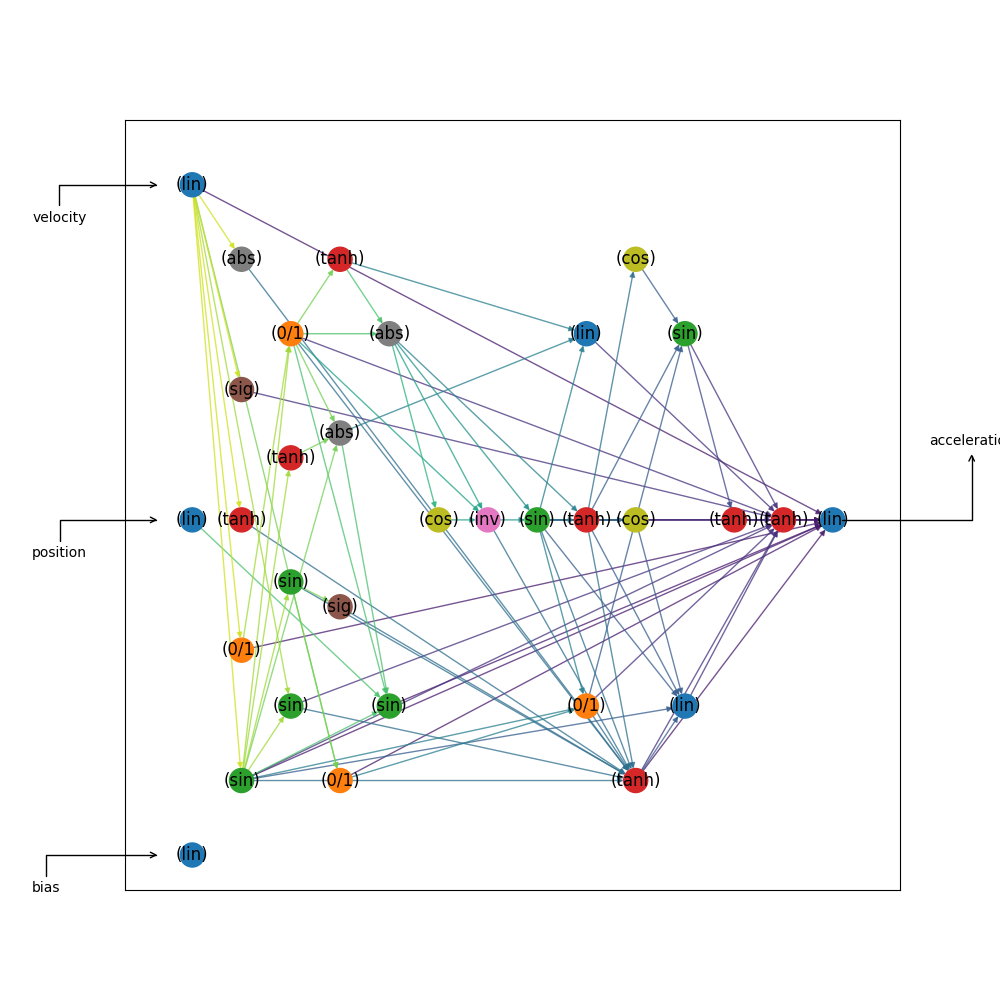 (lin)
velocity
(abs)
(tanh)
(cos)
(0/1)
(abs)
(lin)
(sin)
(sig)
(abs)
(tanh)
acceleratio
(lin)
(tanh)
(cos)
(inv)
(sin)
(tanh)
(cos)
(tanh)
(tanh)
(lin)
position
(sin)
(sig)
(0/1)
(sin)
(sin)
(0/1)
(lin)
(sin)
(0/1)
(tanh)
(lin)
bias